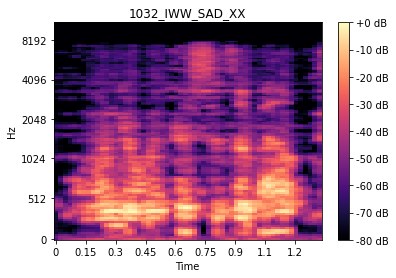 1032_IWW_SAD_XX
Hz
8192
4096
2048
1024
512
0
0 0.15 0.3 0.45 0.6 0.75 0.9 1.1 1.2
Time
+0 dB
-10 dB
-20 dB
-30 dB
-40 dB
-50 dB
-60 dB
-70 dB
-80 dB